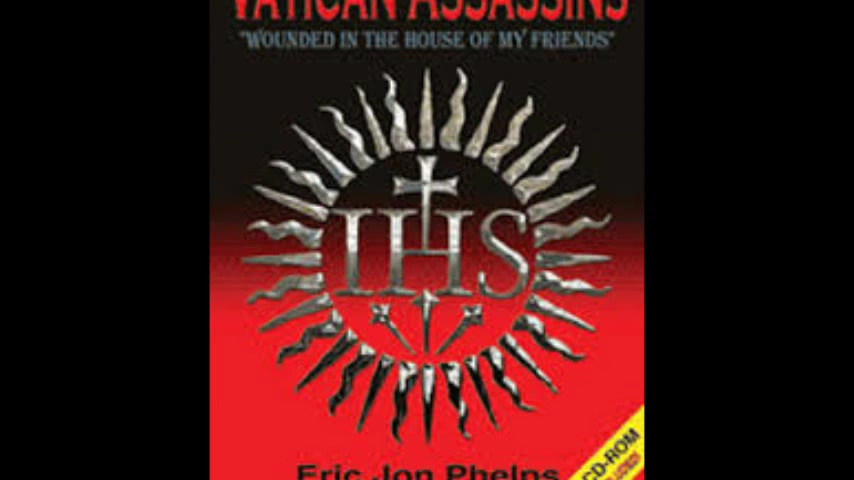 VATICAN ASSASSINS
"WOUNDED IN THE HOUSE OF MY FRIENDS"
IHS
Eric Jon Phelps
CD-ROM